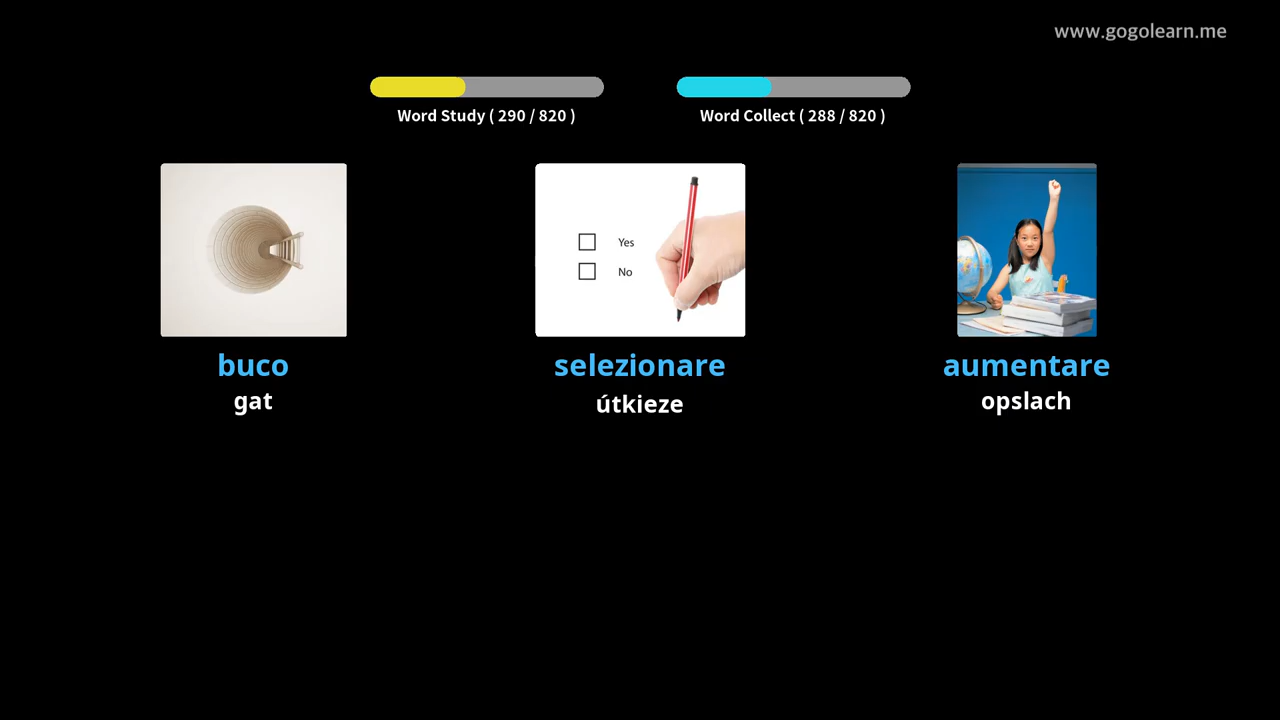 www.gogolearn.me
Word Study ( 290 / 820 )
Word Collect ( 288 / 820 )
Yes
No
buco
gat
selezionare
útkieze
aumentare
opslach